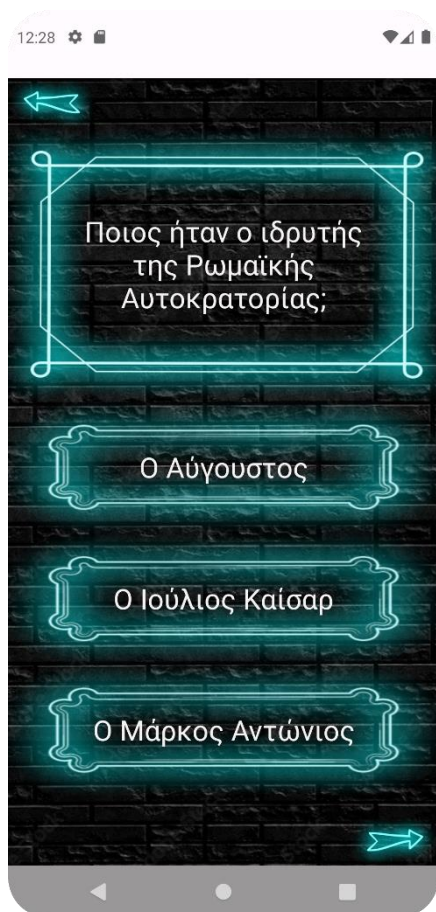 12:28
Ποιος ήταν ο ιδρυτής
της Ρωμαϊκής
Αυτοκρατορίας;
Ο Αύγουστος
Ο Ιούλιος Καίσαρ
Ο Μάρκος Αντώνιος